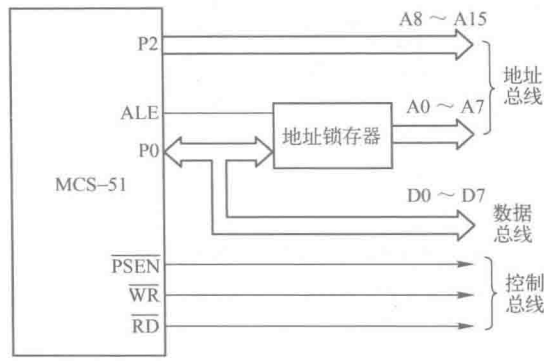 A8 ~ A15
P2
地址
总线
ALE
A0 ~ A7
地址锁存器
P0
MCS-51
D0 ~ D7
数据
总线
PSEN
WR
控制
总线
RD